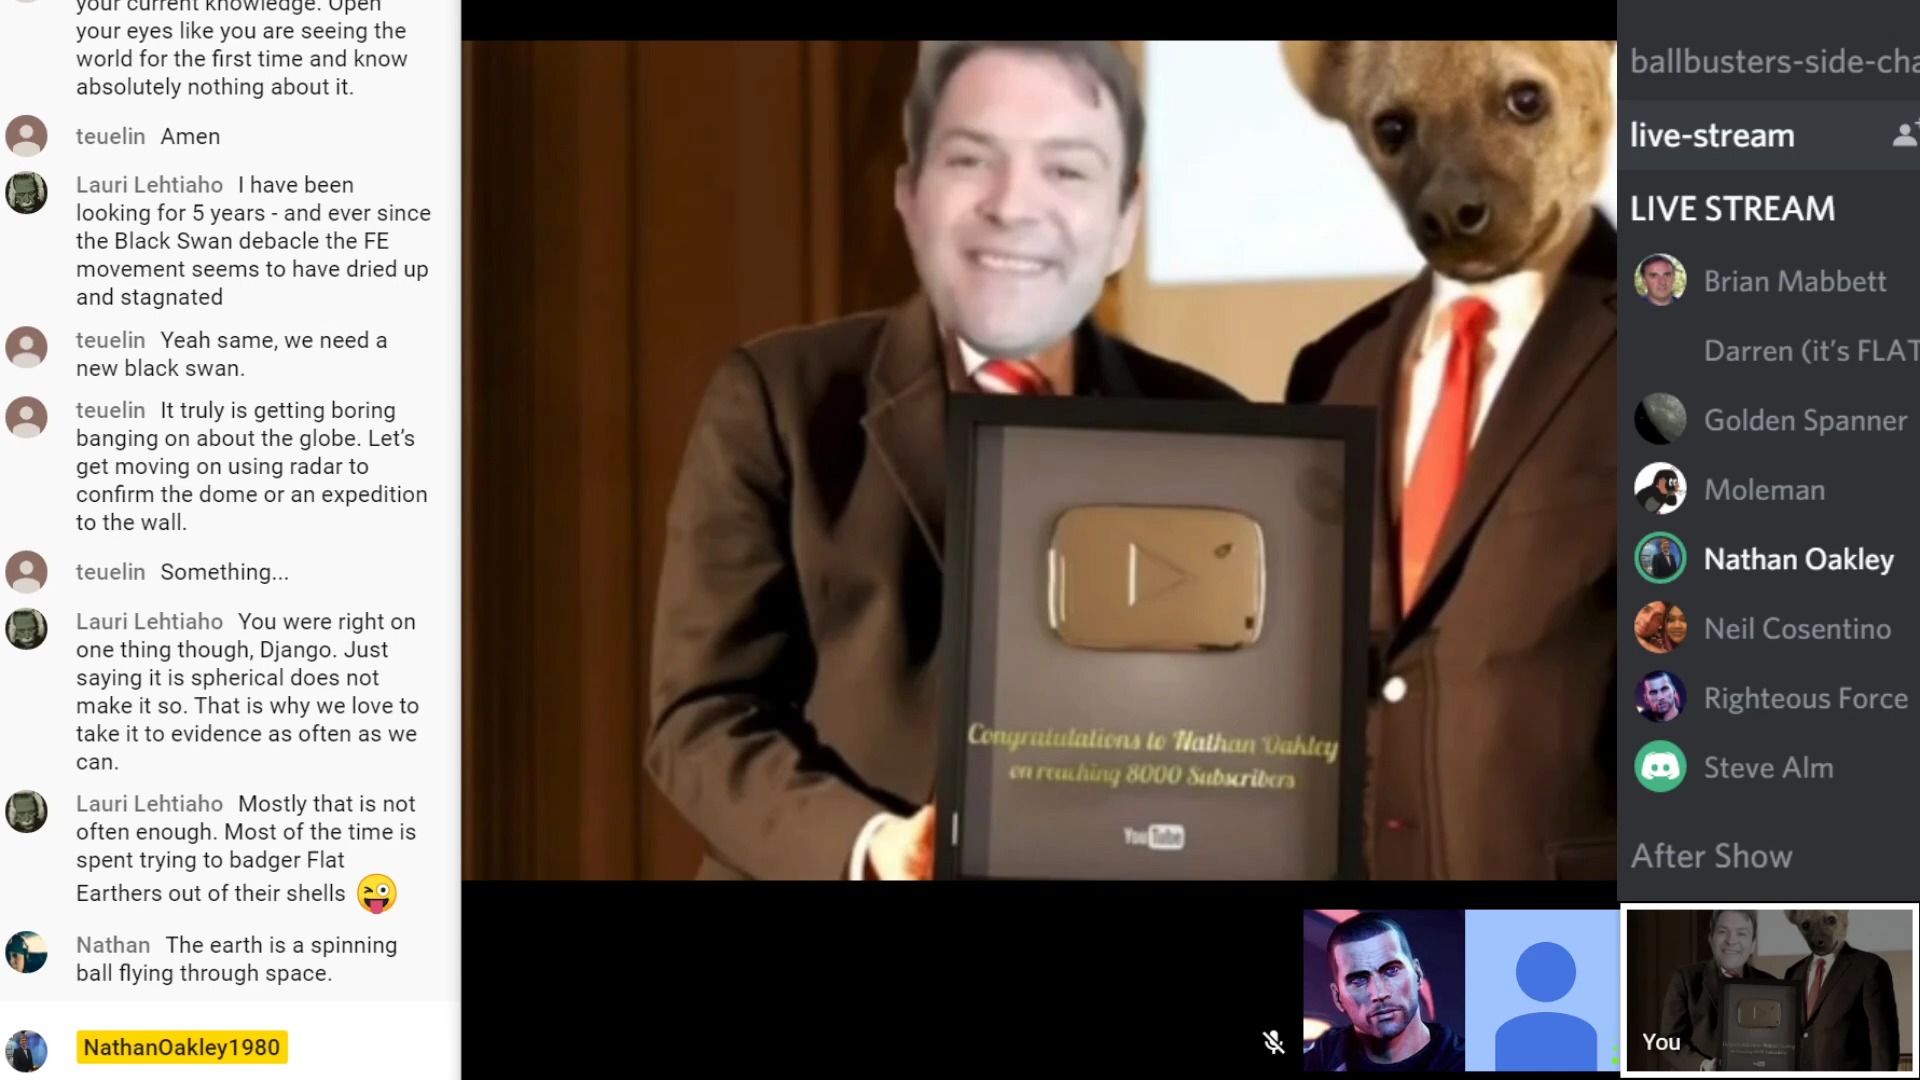 your current knowledge. Open
your eyes like you are seeing the
world for the first time and know
absolutely nothing about it.
teuelin Amen
Lauri Lehtiaho I have been
looking for 5 years - and ever since
the Black Swan debacle the FE
movement seems to have dried up
and stagnated
teuelin Yeah same, we need a
new black swan.
teuelin It truly is getting boring
banging on about the globe. Let's
get moving on using radar to
confirm the dome or an expedition
to the wall.
teuelin Something...
Lauri Lehtiaho You were right on
one thing though, Django. Just
saying it is spherical does not
make it so. That is why we love to
take it to evidence as often as we
can.
Lauri Lehtiaho Mostly that is not
often enough. Most of the time is
spent trying to badger Flat
Earthers out of their shells
Nathan The earth is a spinning
ball flying through space.
NathanOakley1980
Congratulations to Nathan Oakley
on reaching 8000 Subscribers
YouTube
You
ballbusters-side-cha
live-stream
LIVE STREAM
Brian Mabbett
Darren (it's FLAT
Golden Spanner
Moleman
Nathan Oakley
Neil Cosentino
Righteous Force
Steve Alm
After Show